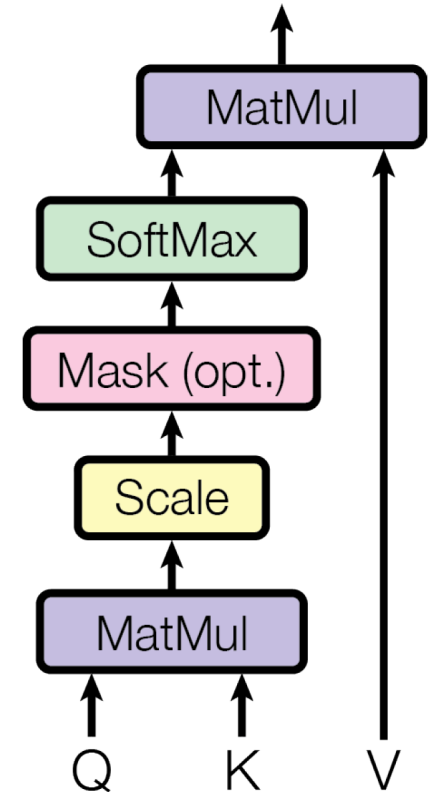 MatMul
SoftMax
Mask (opt.)
Scale
MatMul
Q K V